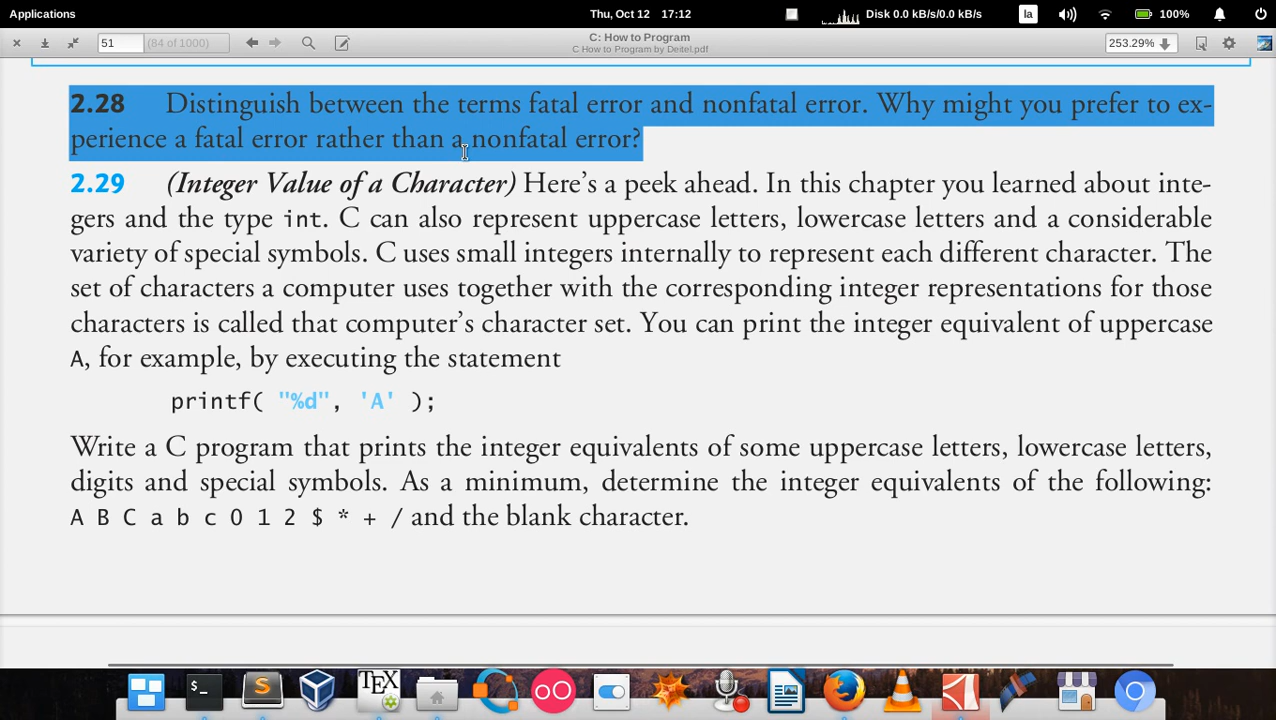 Applications
Thu, Oct 12 17:12
Disk 0.0 kB/s/0.0 kB/s
la
100%
51
(84 of 1000)
C: How to Program
C How to Program by Deitel.pdf
253.29%
2.28 Distinguish between the terms fatal error and nonfatal error. Why might you prefer to ex-
perience a fatal error rather than a nonfatal error?
2.29 (Integer Value of a Character) Here’s a peek ahead. In this chapter you learned about inte-
gers and the type int. C can also represent uppercase letters, lowercase letters and a considerable
variety of special symbols. C uses small integers internally to represent each different character. The
set of characters a computer uses together with the corresponding integer representations for those
characters is called that computer’s character set. You can print the integer equivalent of uppercase
A, for example, by executing the statement
printf( "%d", 'A' );
Write a C program that prints the integer equivalents of some uppercase letters, lowercase letters,
digits and special symbols. As a minimum, determine the integer equivalents of the following:
A B C a b c 0 1 2 $ * + / and the blank character.
>_
S
TEX